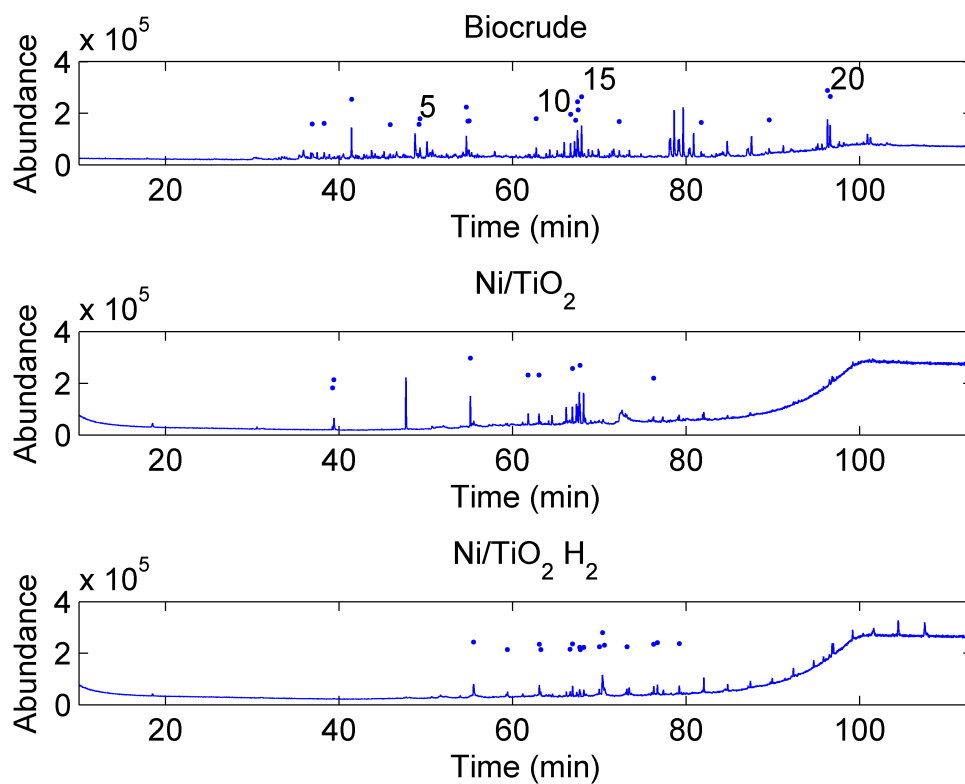 Biocrude
x 10^5
4
2
0
Abundance
5
10
15
20
20 40 60 80 100
Time (min)
Ni/TiO₂
x 10^5
4
2
0
Abundance
20 40 60 80 100
Time (min)
Ni/TiO₂ H₂
x 10^5
4
2
0
Abundance
20 40 60 80 100
Time (min)